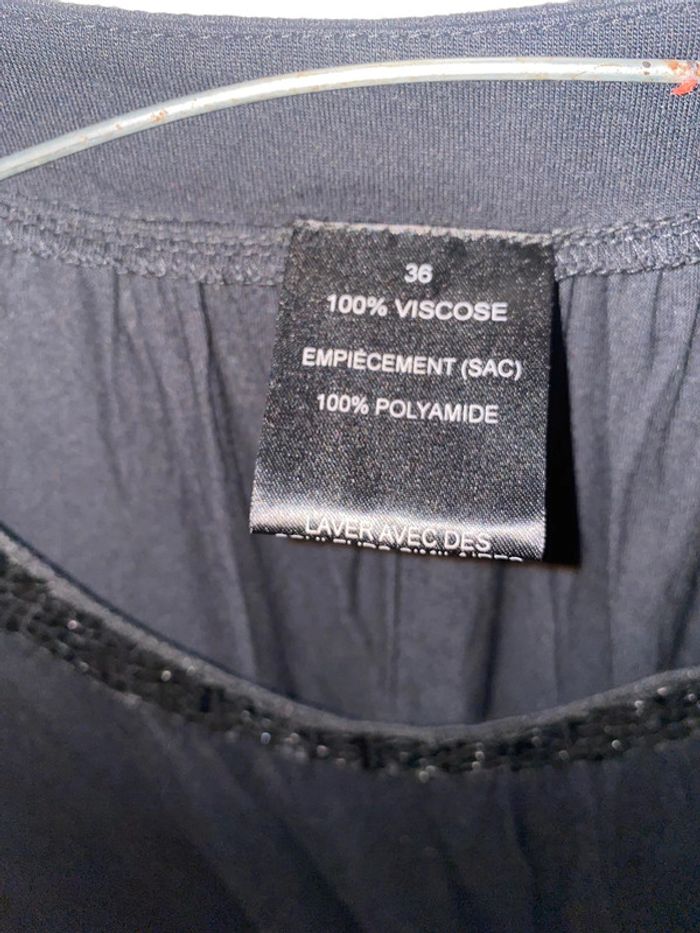 36
100% VISCOSE
EMPIÈCEMENT (SAC)
100% POLYAMIDE
LAVER AVEC DES